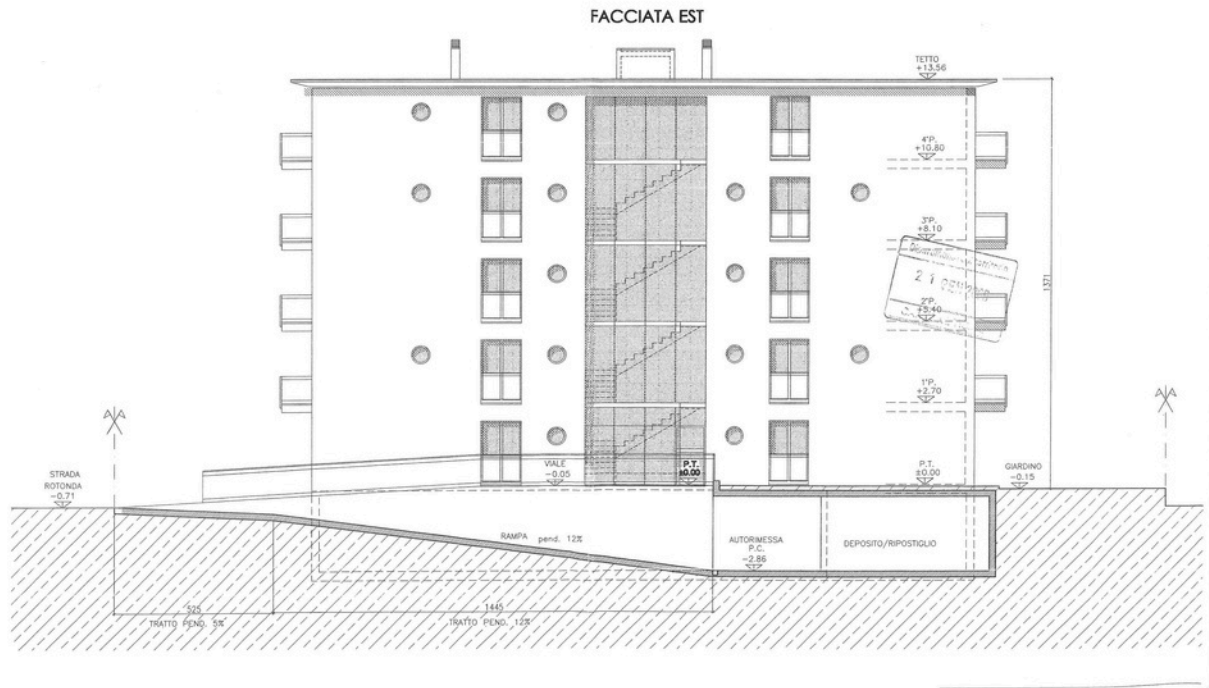 FACCIATA EST
TETTO
+13.56
4°P.
+10.80
3°P.
+8.10
21 GEN
2°P.
+5.40
1371
1°P.
+2.70
STRADA
ROTONDA
-0.71
VIALE
-0.05
P.T.
±0.00
P.T.
±0.00
GIARDINO
-0.15
RAMPA pend. 12%
AUTORIMESSA
P.C.
-2.86
DEPOSITO/RIPOSTIGLIO
525
TRATTO PEND. 5%
1445
TRATTO PEND. 12%